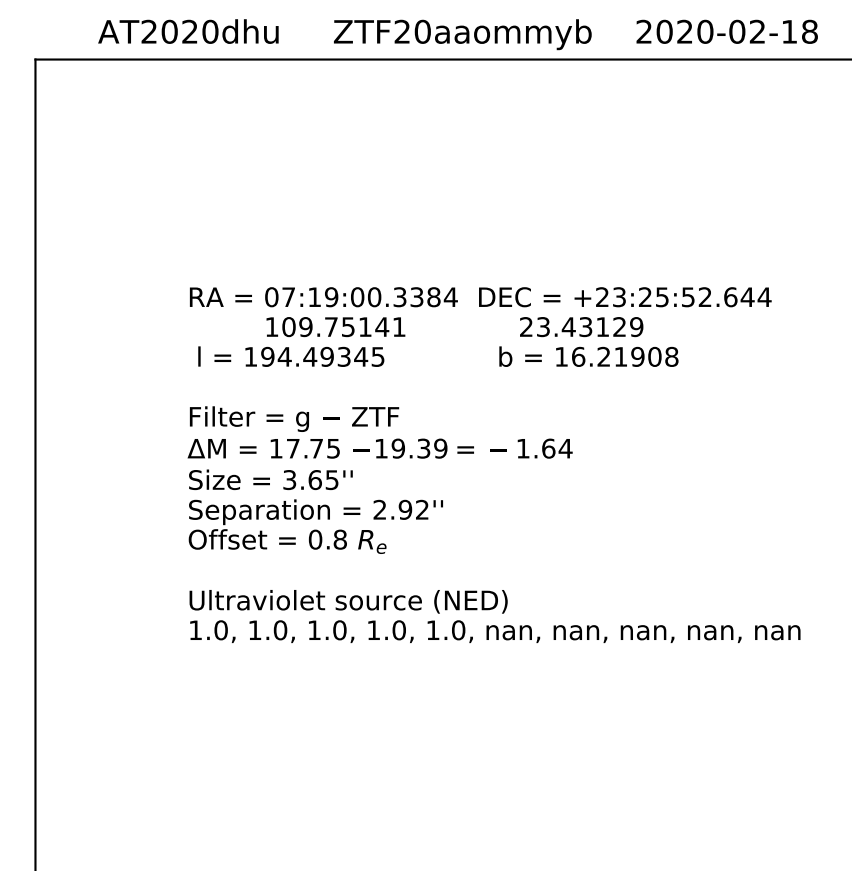 AT2020dhu ZTF20aaommyb 2020-02-18
RA = 07:19:00.3384 DEC = +23:25:52.644
109.75141 23.43129
l = 194.49345 b = 16.21908
Filter = g − ZTF
ΔM = 17.75 −19.39 = − 1.64
Size = 3.65''
Separation = 2.92''
Offset = 0.8 Re
Ultraviolet source (NED)
1.0, 1.0, 1.0, 1.0, 1.0, nan, nan, nan, nan, nan